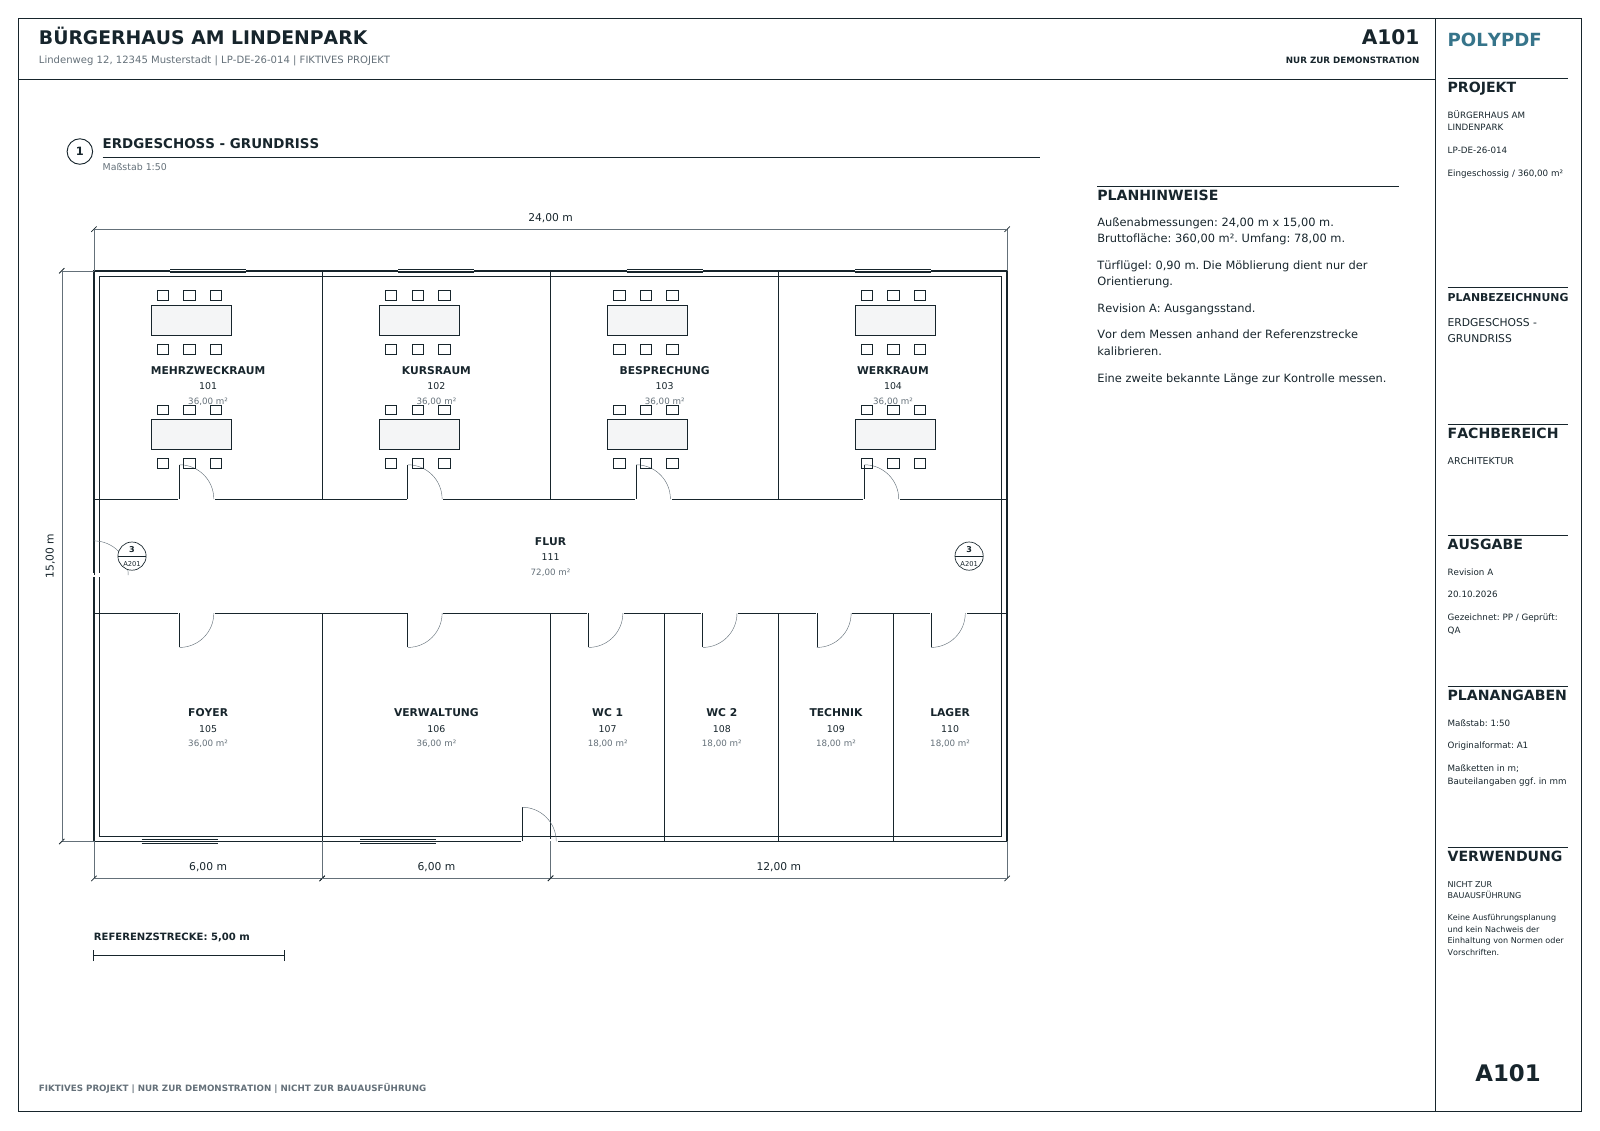 BÜRGERHAUS AM LINDENPARK
Lindenweg 12, 12345 Musterstadt | LP-DE-26-014 | FIKTIVES PROJEKT
A101
NUR ZUR DEMONSTRATION
1
ERDGESCHOSS - GRUNDRISS
Maßstab 1:50
24,00 m
15,00 m
MEHRZWECKRAUM
101
36,00 m²
KURSRAUM
102
36,00 m²
BESPRECHUNG
103
36,00 m²
WERKRAUM
104
36,00 m²
3
A201
FLUR
111
72,00 m²
3
A201
FOYER
105
36,00 m²
VERWALTUNG
106
36,00 m²
WC 1
107
18,00 m²
WC 2
108
18,00 m²
TECHNIK
109
18,00 m²
LAGER
110
18,00 m²
6,00 m
6,00 m
12,00 m
REFERENZSTRECKE: 5,00 m
PLANHINWEISE
Außenabmessungen: 24,00 m x 15,00 m.
Bruttofläche: 360,00 m². Umfang: 78,00 m.
Türflügel: 0,90 m. Die Möblierung dient nur der
Orientierung.
Revision A: Ausgangsstand.
Vor dem Messen anhand der Referenzstrecke
kalibrieren.
Eine zweite bekannte Länge zur Kontrolle messen.
POLYPDF
PROJEKT
BÜRGERHAUS AM
LINDENPARK
LP-DE-26-014
Eingeschossig / 360,00 m²
PLANBEZEICHNUNG
ERDGESCHOSS -
GRUNDRISS
FACHBEREICH
ARCHITEKTUR
AUSGABE
Revision A
20.10.2026
Gezeichnet: PP / Geprüft:
QA
PLANANGABEN
Maßstab: 1:50
Originalformat: A1
Maßketten in m;
Bauteilangaben ggf. in mm
VERWENDUNG
NICHT ZUR
BAUAUSFÜHRUNG
Keine Ausführungsplanung
und kein Nachweis der
Einhaltung von Normen oder
Vorschriften.
A101
FIKTIVES PROJEKT | NUR ZUR DEMONSTRATION | NICHT ZUR BAUAUSFÜHRUNG